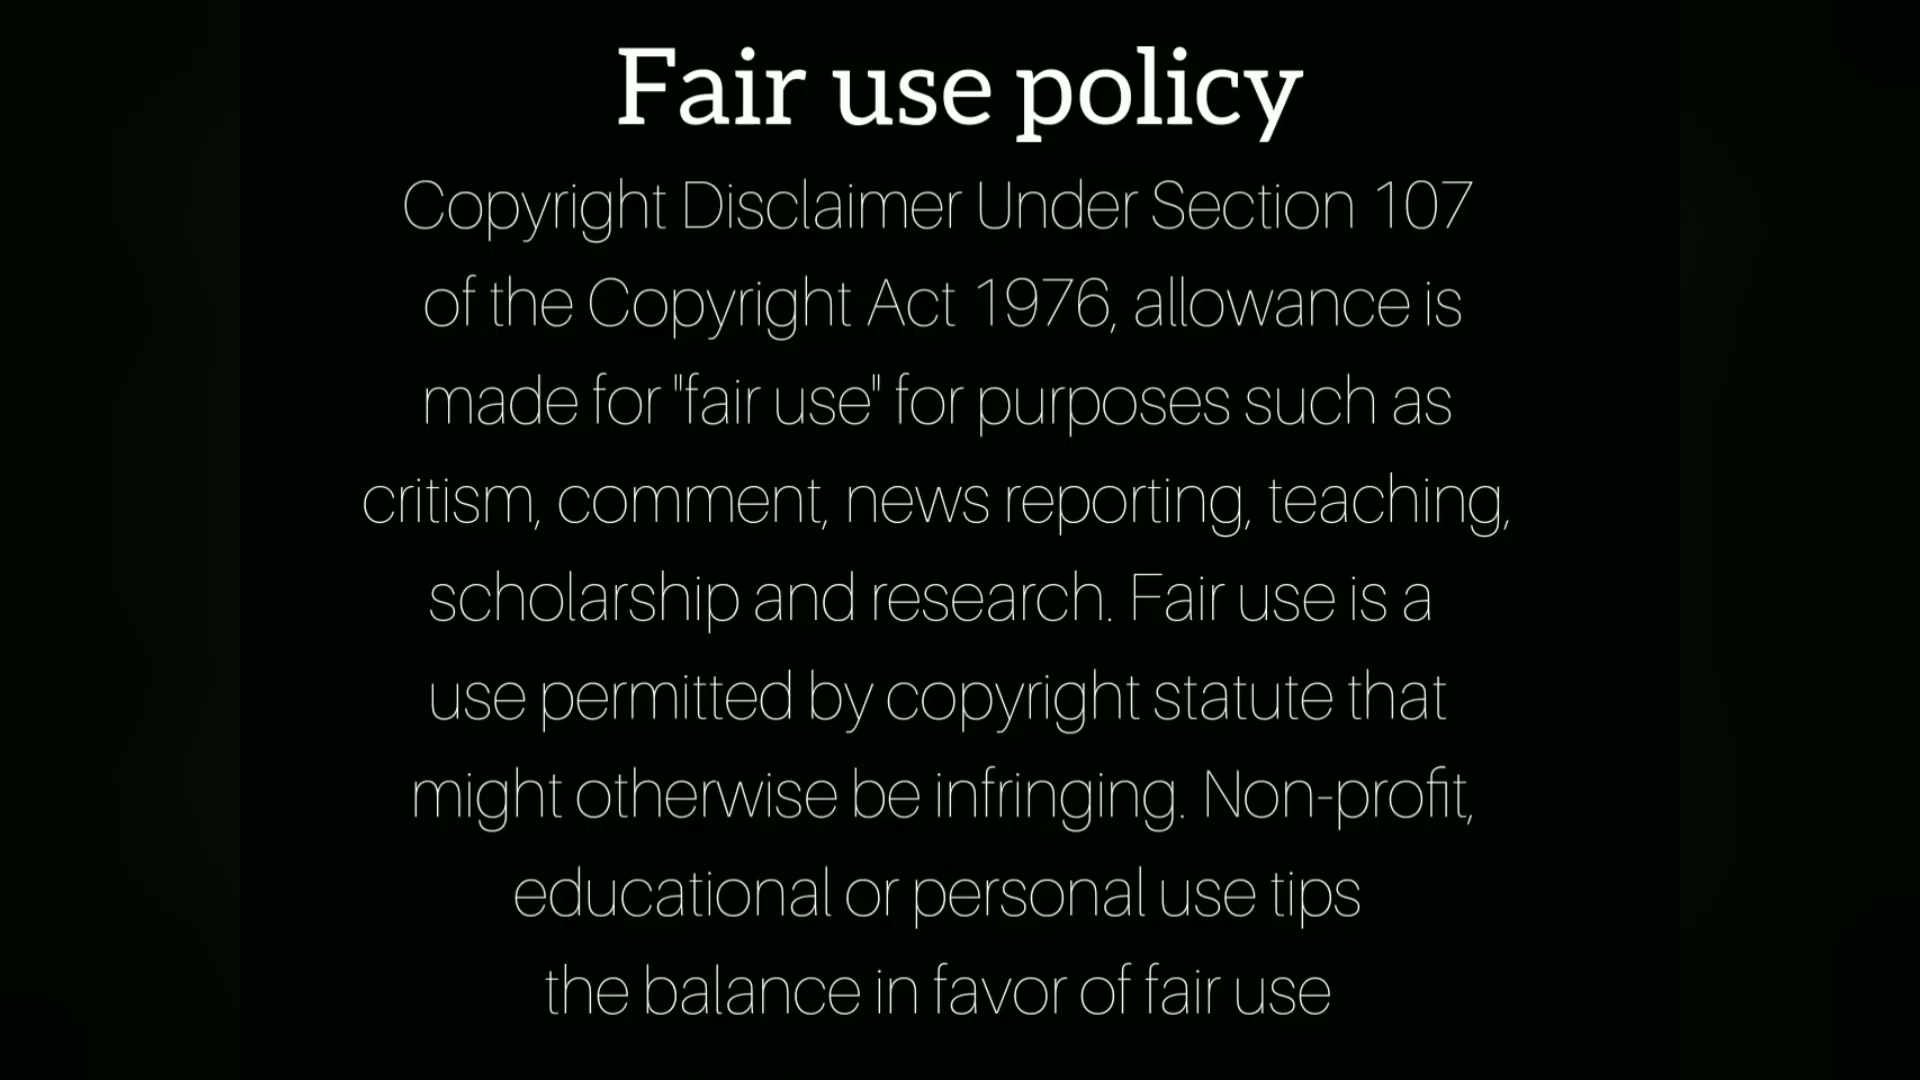 Fair use policy
Copyright Disclaimer Under Section 107
of the Copyright Act 1976, allowance is
made for "fair use" for purposes such as
critism, comment, news reporting, teaching,
scholarship and research. Fair use is a
use permitted by copyright statute that
might otherwise be infringing. Non-profit,
educational or personal use tips
the balance in favor of fair use